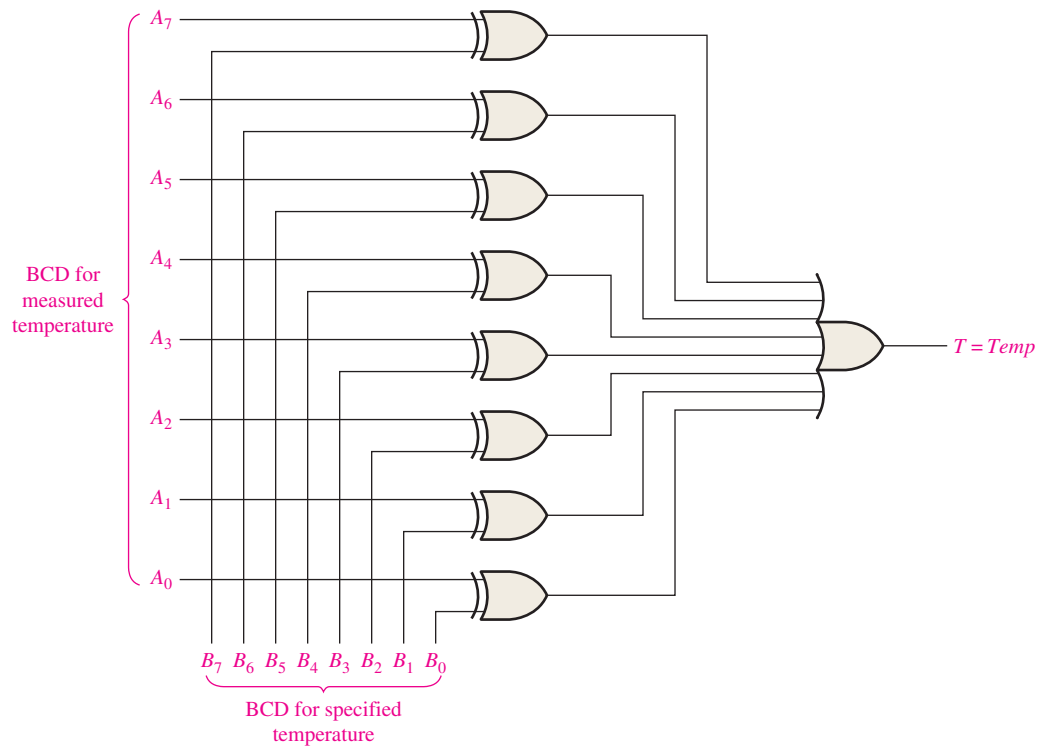 A7
A6
A5
A4
BCD for
measured
temperature
A3
A2
A1
A0
T = Temp
B7 B6 B5 B4 B3 B2 B1 B0
BCD for specified
temperature